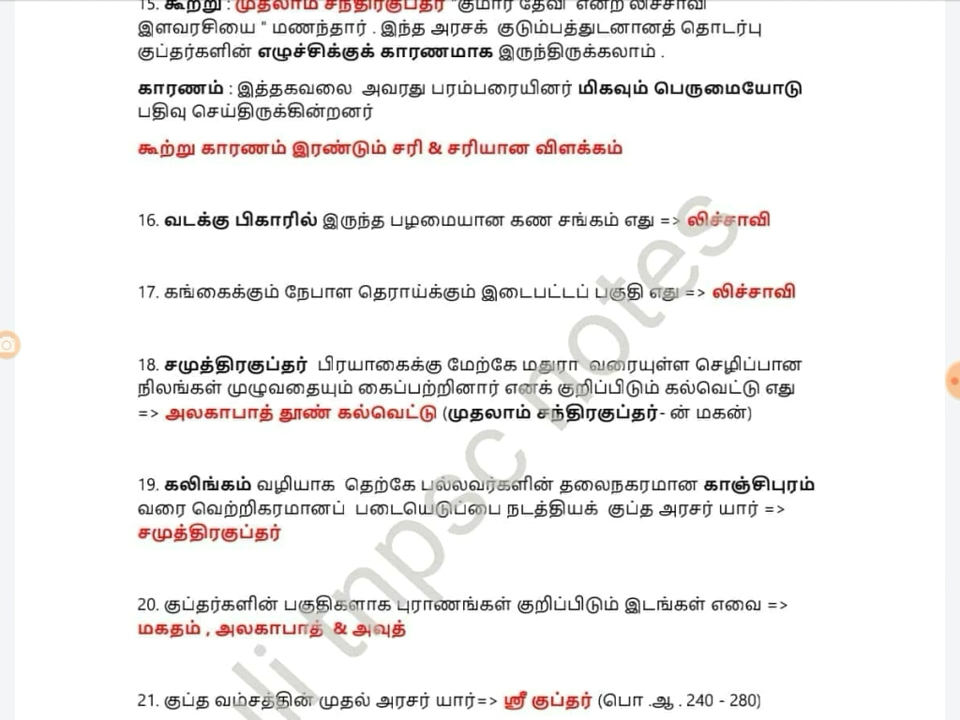 15. கூற்று : முதலாம் சந்திரகுப்தர் "குமார தேவி என்ற லிச்சாவி
இளவரசியை " மணந்தார் . இந்த அரசக் குடும்பத்துடனானத் தொடர்பு
குப்தர்களின் எழுச்சிக்குக் காரணமாக இருந்திருக்கலாம் .
காரணம் : இத்தகவலை அவரது பரம்பரையினர் மிகவும் பெருமையோடு
பதிவு செய்திருக்கின்றனர்
கூற்று காரணம் இரண்டும் சரி & சரியான விளக்கம்
16. வடக்கு பிகாரில் இருந்த பழமையான கண சங்கம் எது => லிச்சாவி
17. கங்கைக்கும் நேபாள தெராய்க்கும் இடைபட்டப் பகுதி எது => லிச்சாவி
18. சமுத்திரகுப்தர் பிரயாகைக்கு மேற்கே மதுரா வரையுள்ள செழிப்பான
நிலங்கள் முழுவதையும் கைப்பற்றினார் எனக் குறிப்பிடும் கல்வெட்டு எது
=> அலகாபாத் தூண் கல்வெட்டு (முதலாம் சந்திரகுப்தர்- ன் மகன்)
19. கலிங்கம் வழியாக தெற்கே பல்லவர்களின் தலைநகரமான காஞ்சிபுரம்
வரை வெற்றிகரமானப் படையெடுப்பை நடத்தியக் குப்த அரசர் யார் =>
சமுத்திரகுப்தர்
20. குப்தர்களின் பகுதிகளாக புராணங்கள் குறிப்பிடும் இடங்கள் எவை =>
மகதம் , அலகாபாத் & அவுத்
21. குப்த வம்சத்தின் முதல் அரசர் யார்=> ஸ்ரீ குப்தர் (பொ .ஆ . 240 - 280)
li tnpsc notes